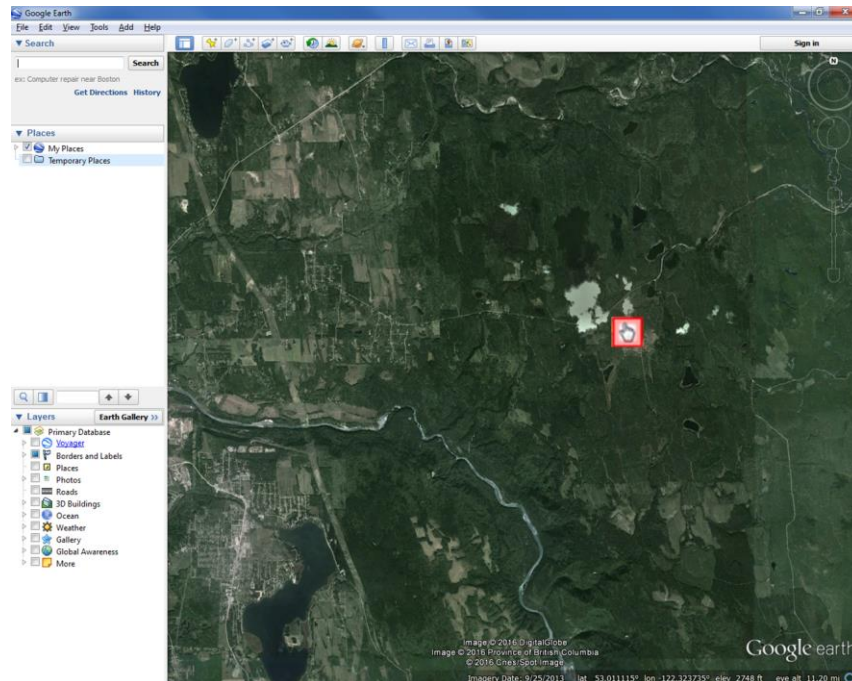 Google Earth
File Edit View Tools Add Help
Search
Sign in
Search
ex: Computer repair near Boston
Get Directions History
Places
My Places
Temporary Places
N
Layers
Earth Gallery >>
Primary Database
Voyager
Borders and Labels
Places
Photos
Roads
3D Buildings
Ocean
Weather
Gallery
Global Awareness
More
Image © 2016 DigitalGlobe
Image © 2016 Province of British Columbia
© 2016 Cnes/Spot Image
Google earth
Imagery Date: 9/25/2013 lat 53.011115° lon -122.323735° elev 2748 ft eye alt 11.20 mi